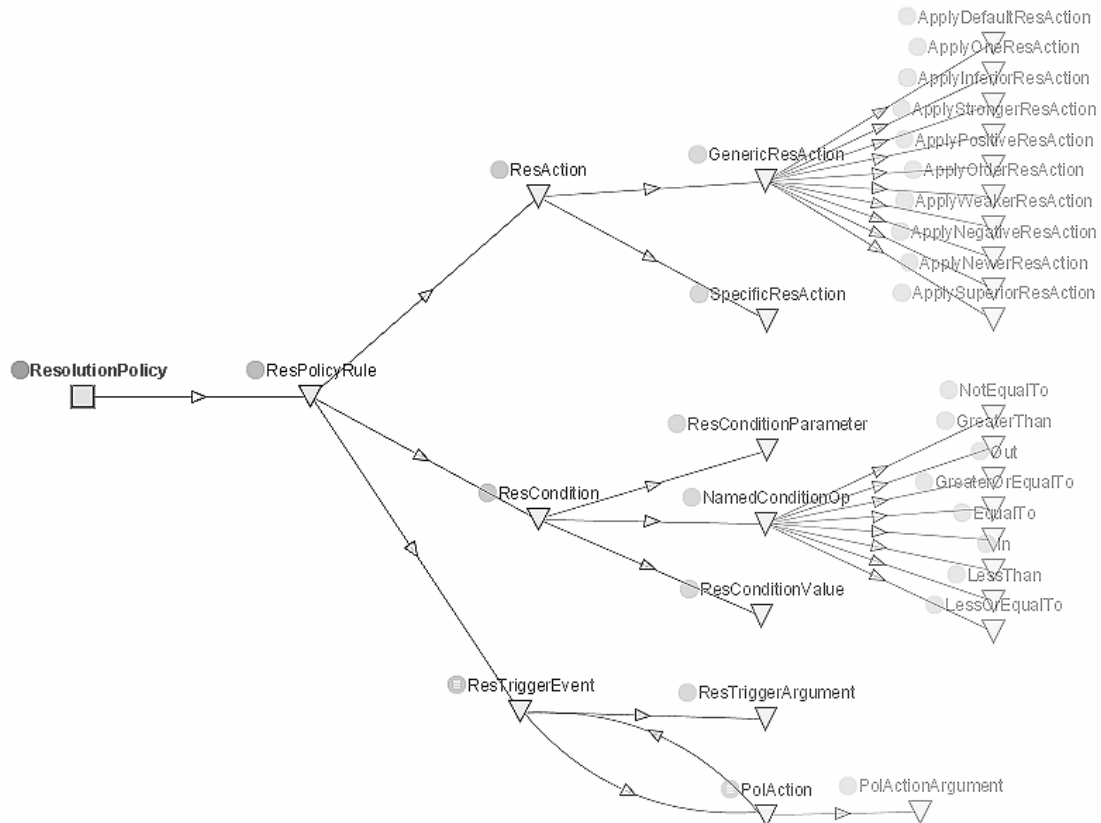 ApplyDefaultResAction
ApplyOneResAction
ApplyInferiorResAction
ApplyStrongerResAction
ApplyPositiveResAction
ApplyOlderResAction
ApplyWeakerResAction
ApplyNegativeResAction
ApplyNewerResAction
ApplySuperiorResAction
GenericResAction
ResAction
SpecificResAction
ResolutionPolicy
ResPolicyRule
NotEqualTo
GreaterThan
Out
GreaterOrEqualTo
EqualTo
In
LessThan
LessOrEqualTo
ResConditionParameter
ResCondition
NamedConditionOp
ResConditionValue
ResTriggerEvent
ResTriggerArgument
PolAction
PolActionArgument